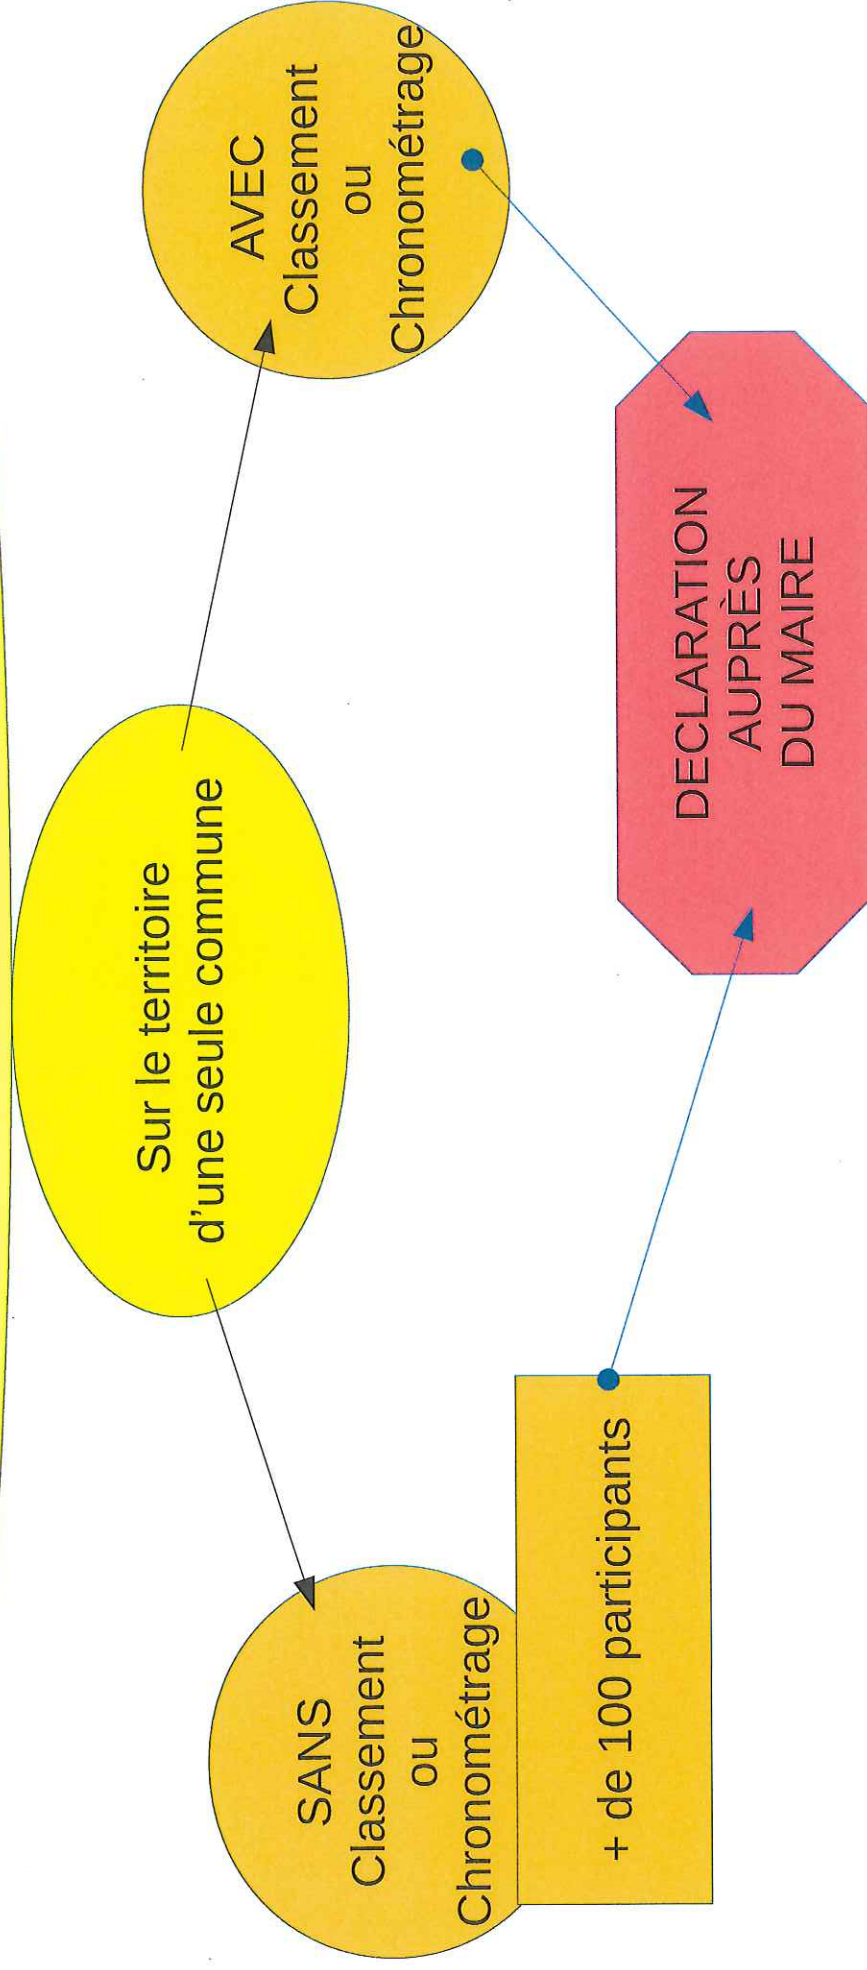 Sur le territoire
d'une seule commune
SANS
Classement
ou
Chronométrage
+ de 100 participants
AVEC
Classement
ou
Chronométrage
DECLARATION
AUPRÈS
DU MAIRE